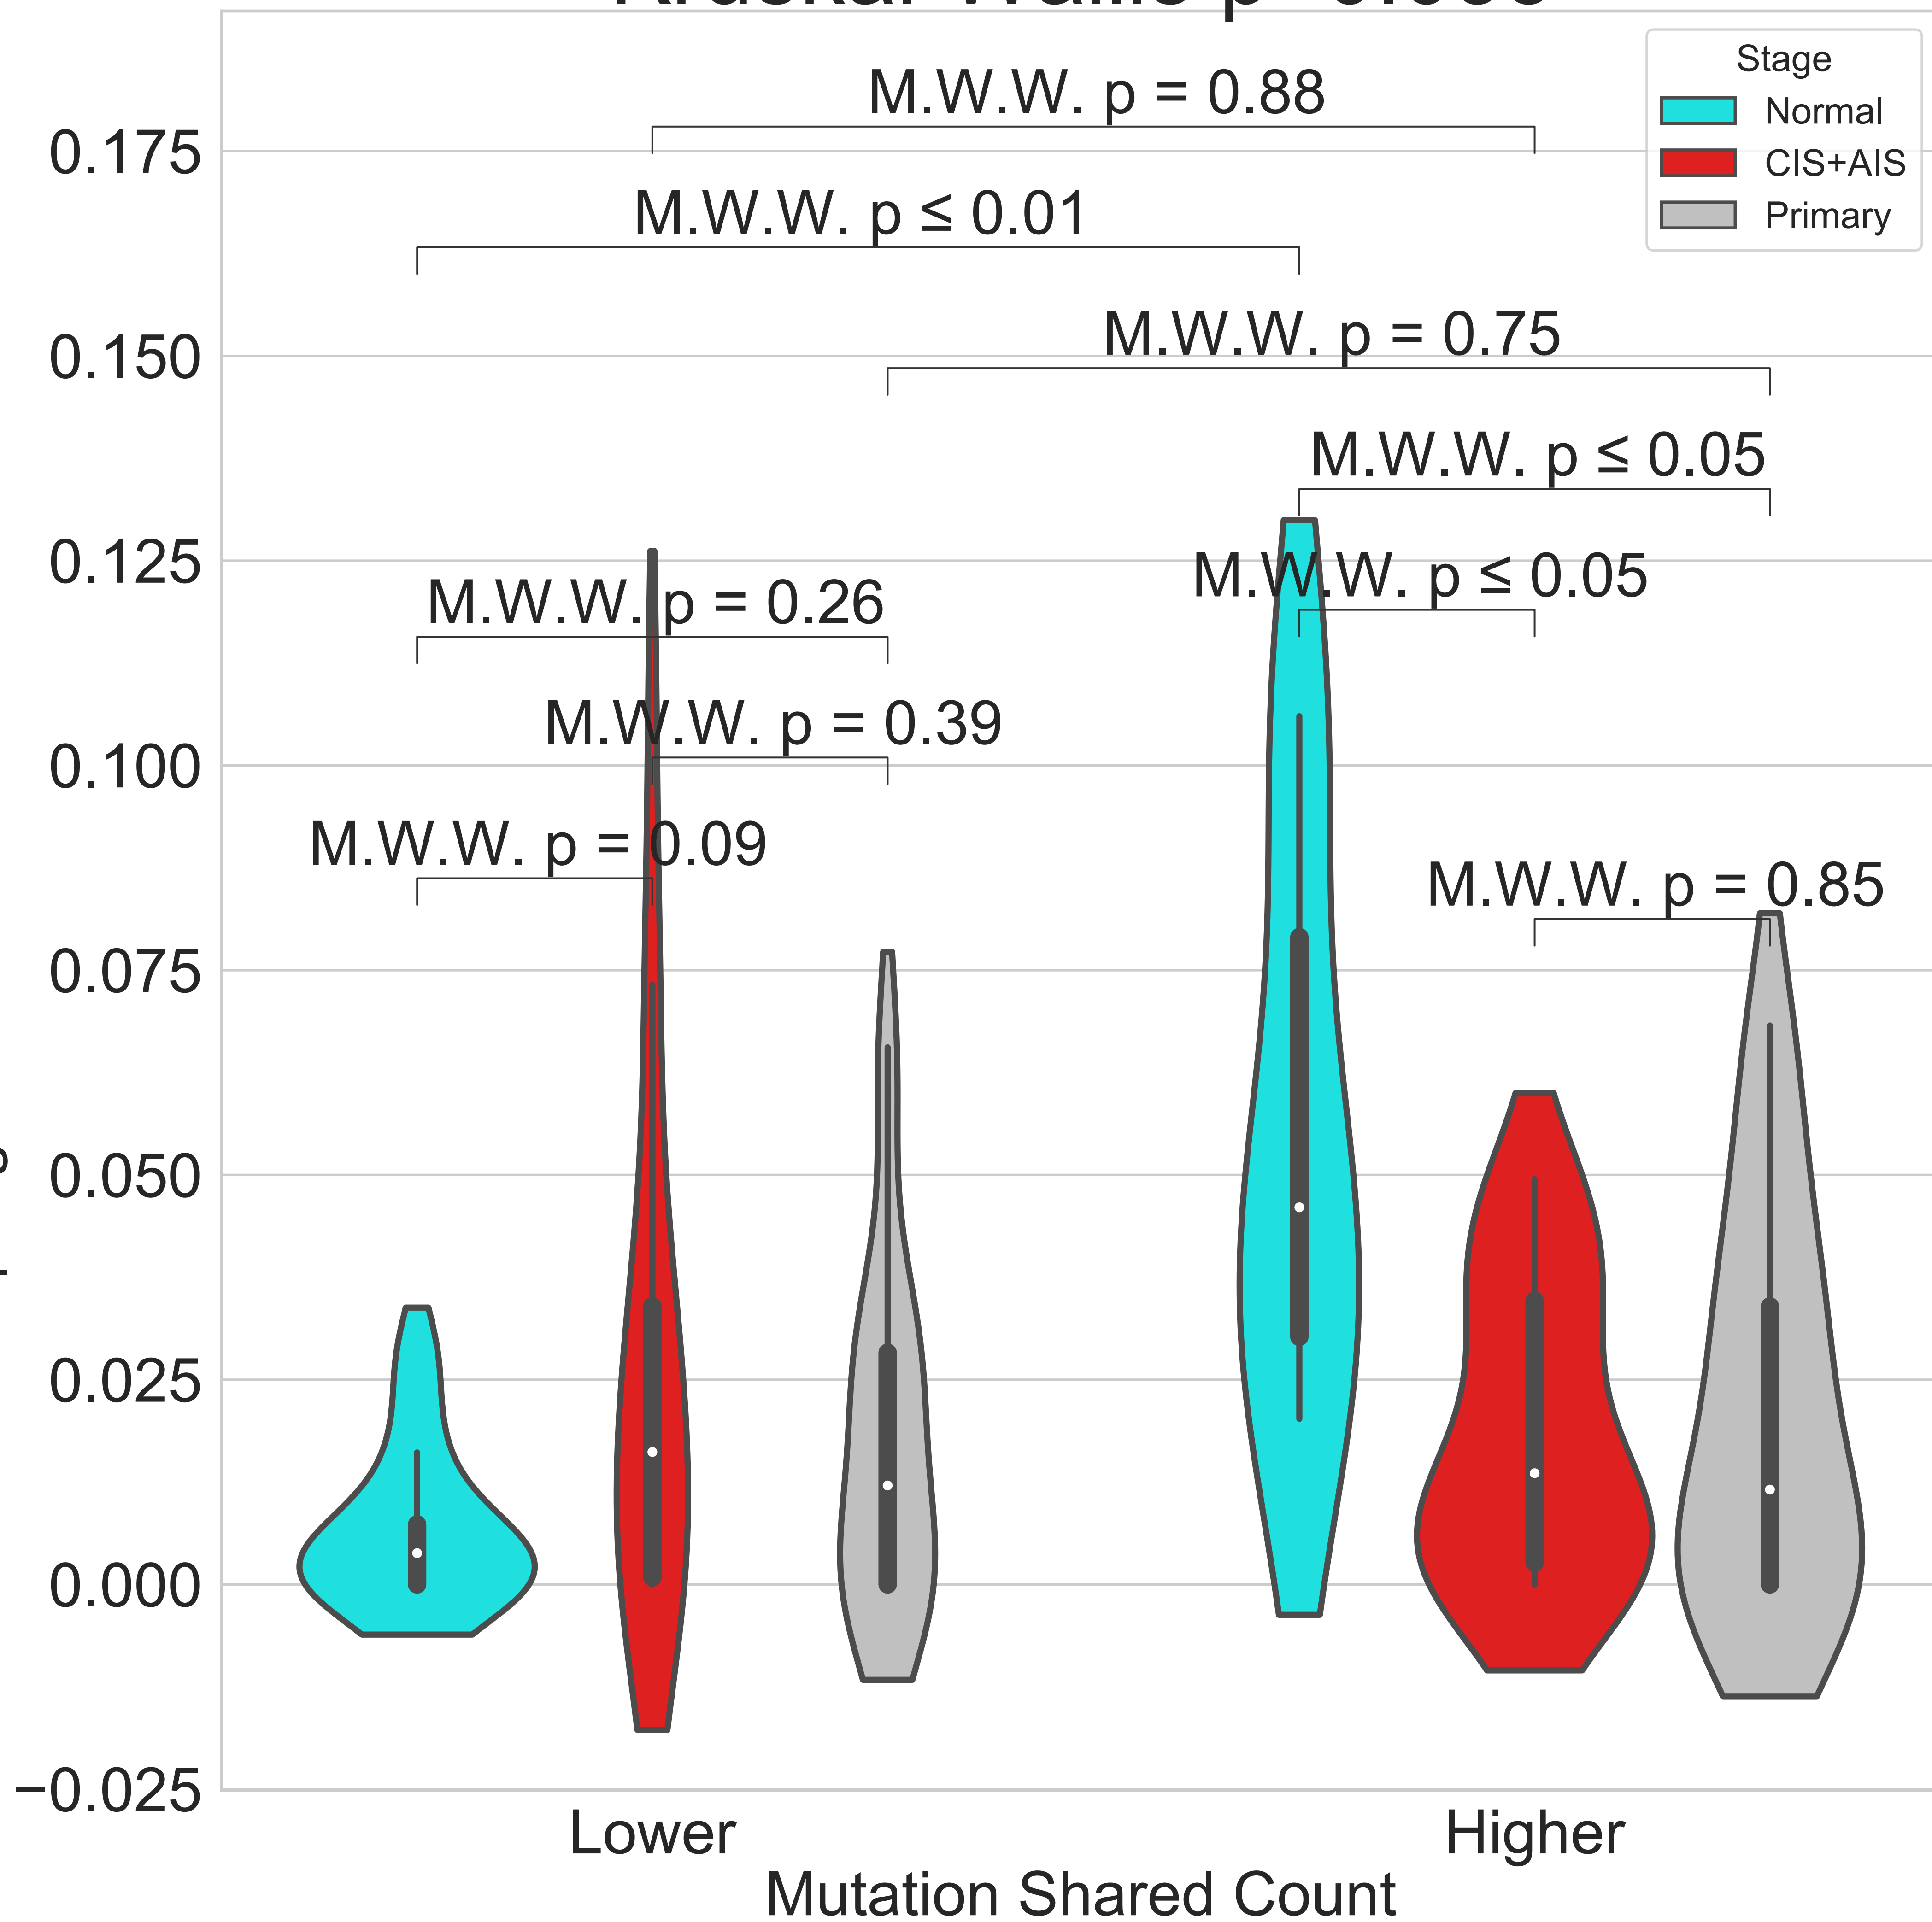 M.W.W. p = 0.88
Stage
Normal
CIS+AIS
Primary
0.175
M.W.W. p ≤ 0.01
M.W.W. p = 0.75
0.150
M.W.W. p ≤ 0.05
0.125
M.W.W. p = 0.26
M.W.W. p ≤ 0.05
M.W.W. p = 0.39
0.100
M.W.W. p = 0.09
M.W.W. p = 0.85
0.075
0.050
0.025
0.000
−0.025
Lower
Higher
Mutation Shared Count